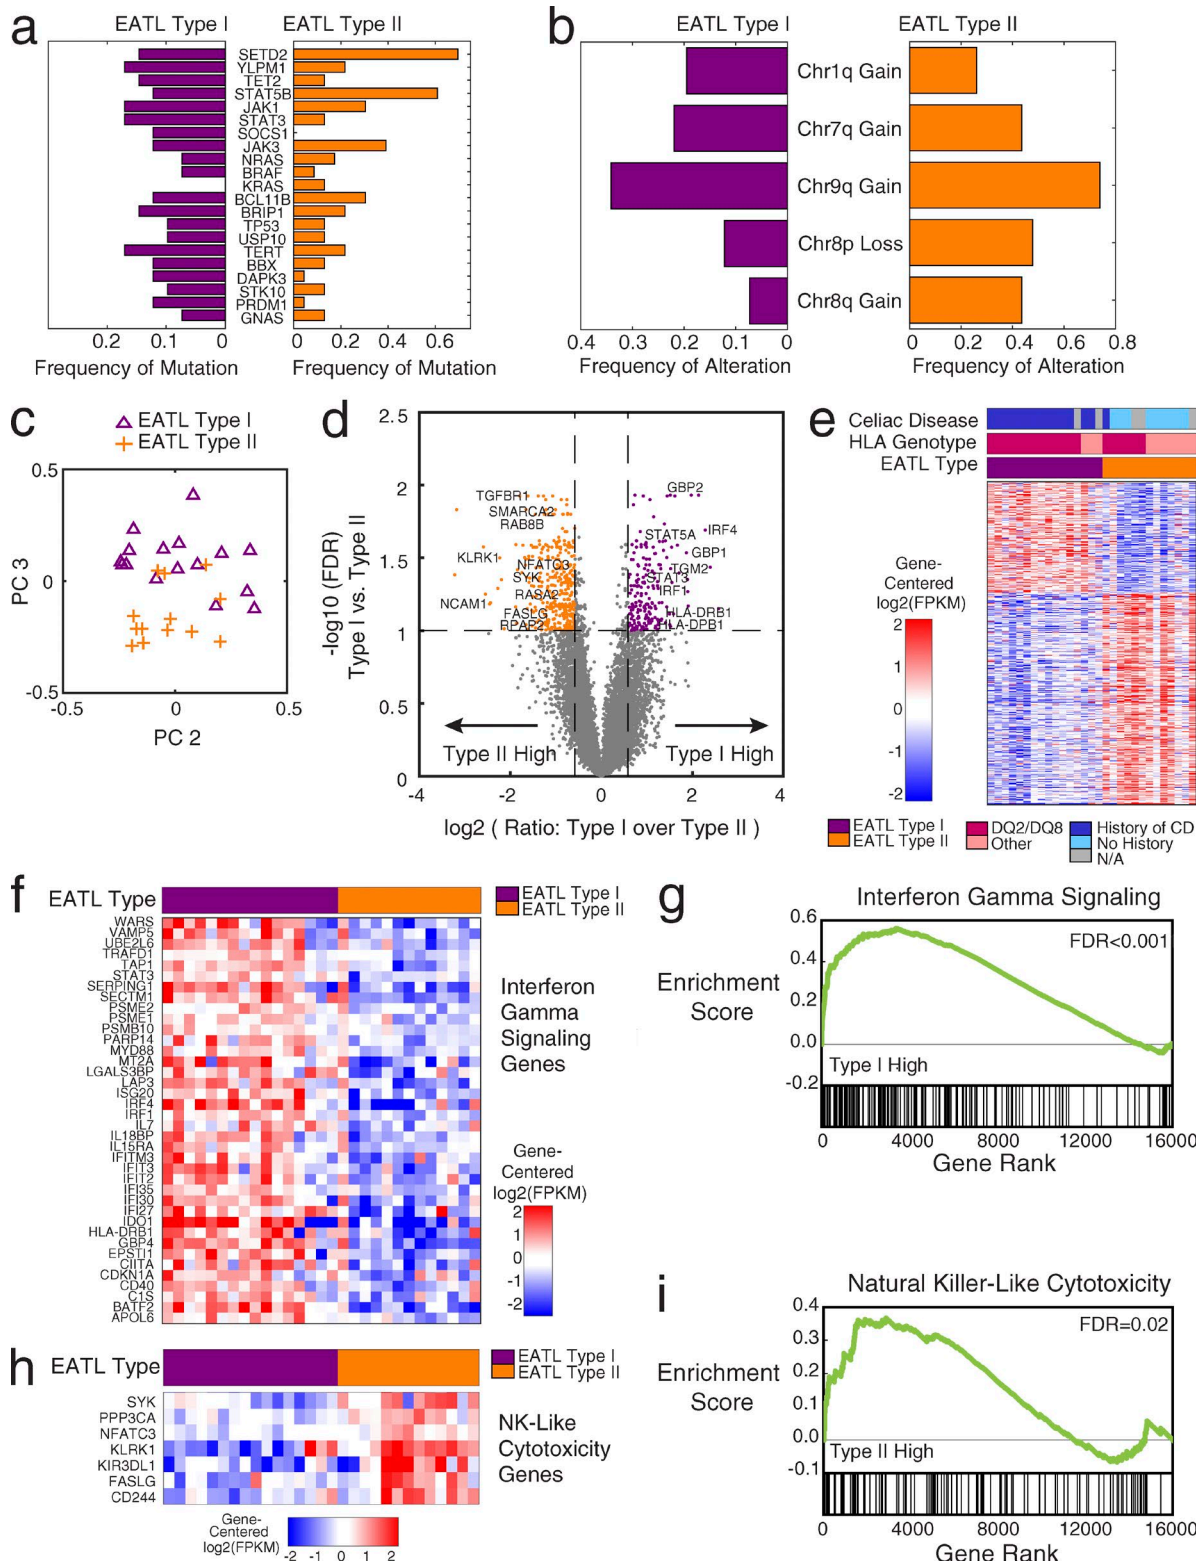 a
EATL Type I
EATL Type II
SETD2
YLPM1
TET2
STAT5B
JAK1
STAT3
SOCS1
JAK3
NRAS
BRAF
KRAS
BCL11B
BRIP1
TP53
USP10
TERT
BBX
DAPK3
STK10
PRDM1
GNAS
0.2 0.1 0
0 0.2 0.4 0.6
Frequency of Mutation
Frequency of Mutation
b
EATL Type I
EATL Type II
Chr1q Gain
Chr7q Gain
Chr9q Gain
Chr8p Loss
Chr8q Gain
0.4 0.3 0.2 0.1 0
0 0.2 0.4 0.6 0.8
Frequency of Alteration
Frequency of Alteration
c
EATL Type I
EATL Type II
0.5
0
-0.5
PC 3
-0.5 0 0.5
PC 2
d
2.5
2
1.5
1
0.5
0
-log10 (FDR)
Type I vs. Type II
TGFBR1
SMARCA2
RAB8B
KLRK1
NFATC3
SYK
RASA2
NCAM1
FASLG
RPAP2
GBP2
IRF4
STAT5A
GBP1
TGM2
STAT3
IRF1
HLA-DRB1
HLA-DPB1
Type II High
Type I High
-4 -2 0 2 4
log2 ( Ratio: Type I over Type II )
e
Celiac Disease
HLA Genotype
EATL Type
Gene-
Centered
log2(FPKM)
2
1
0
-1
-2
EATL Type I
EATL Type II
DQ2/DQ8
Other
History of CD
No History
N/A
f
EATL Type
EATL Type I
EATL Type II
WARS
VAMP5
UBE2L6
TRAFD1
TAP1
STAT3
SERPING1
SECTM1
PSME2
PSME1
PSMB10
PARP14
MYD88
MT2A
LGALS3BP
LAP3
ISG20
IRF4
IRF1
IL7
IL18BP
IL15RA
IFITM3
IFIT3
IFIT2
IFI35
IFI30
IFI27
IDO1
HLA-DRB1
GBP4
EPSTI1
CIITA
CDKN1A
CD40
C1S
BATF2
APOL6
Interferon
Gamma
Signaling
Genes
Gene-
Centered
log2(FPKM)
2
1
0
-1
-2
g
Interferon Gamma Signaling
0.6
0.4
0.2
0.0
-0.2
FDR<0.001
Enrichment
Score
Type I High
0 4000 8000 12000 16000
Gene Rank
h
EATL Type
EATL Type I
EATL Type II
SYK
PPP3CA
NFATC3
KLRK1
KIR3DL1
FASLG
CD244
NK-Like
Cytotoxicity
Genes
Gene-
Centered
log2(FPKM)
-2 -1 0 1 2
i
Natural Killer-Like Cytotoxicity
0.4
0.3
0.2
0.1
0.0
-0.1
FDR=0.02
Enrichment
Score
Type II High
0 4000 8000 12000 16000
Gene Rank